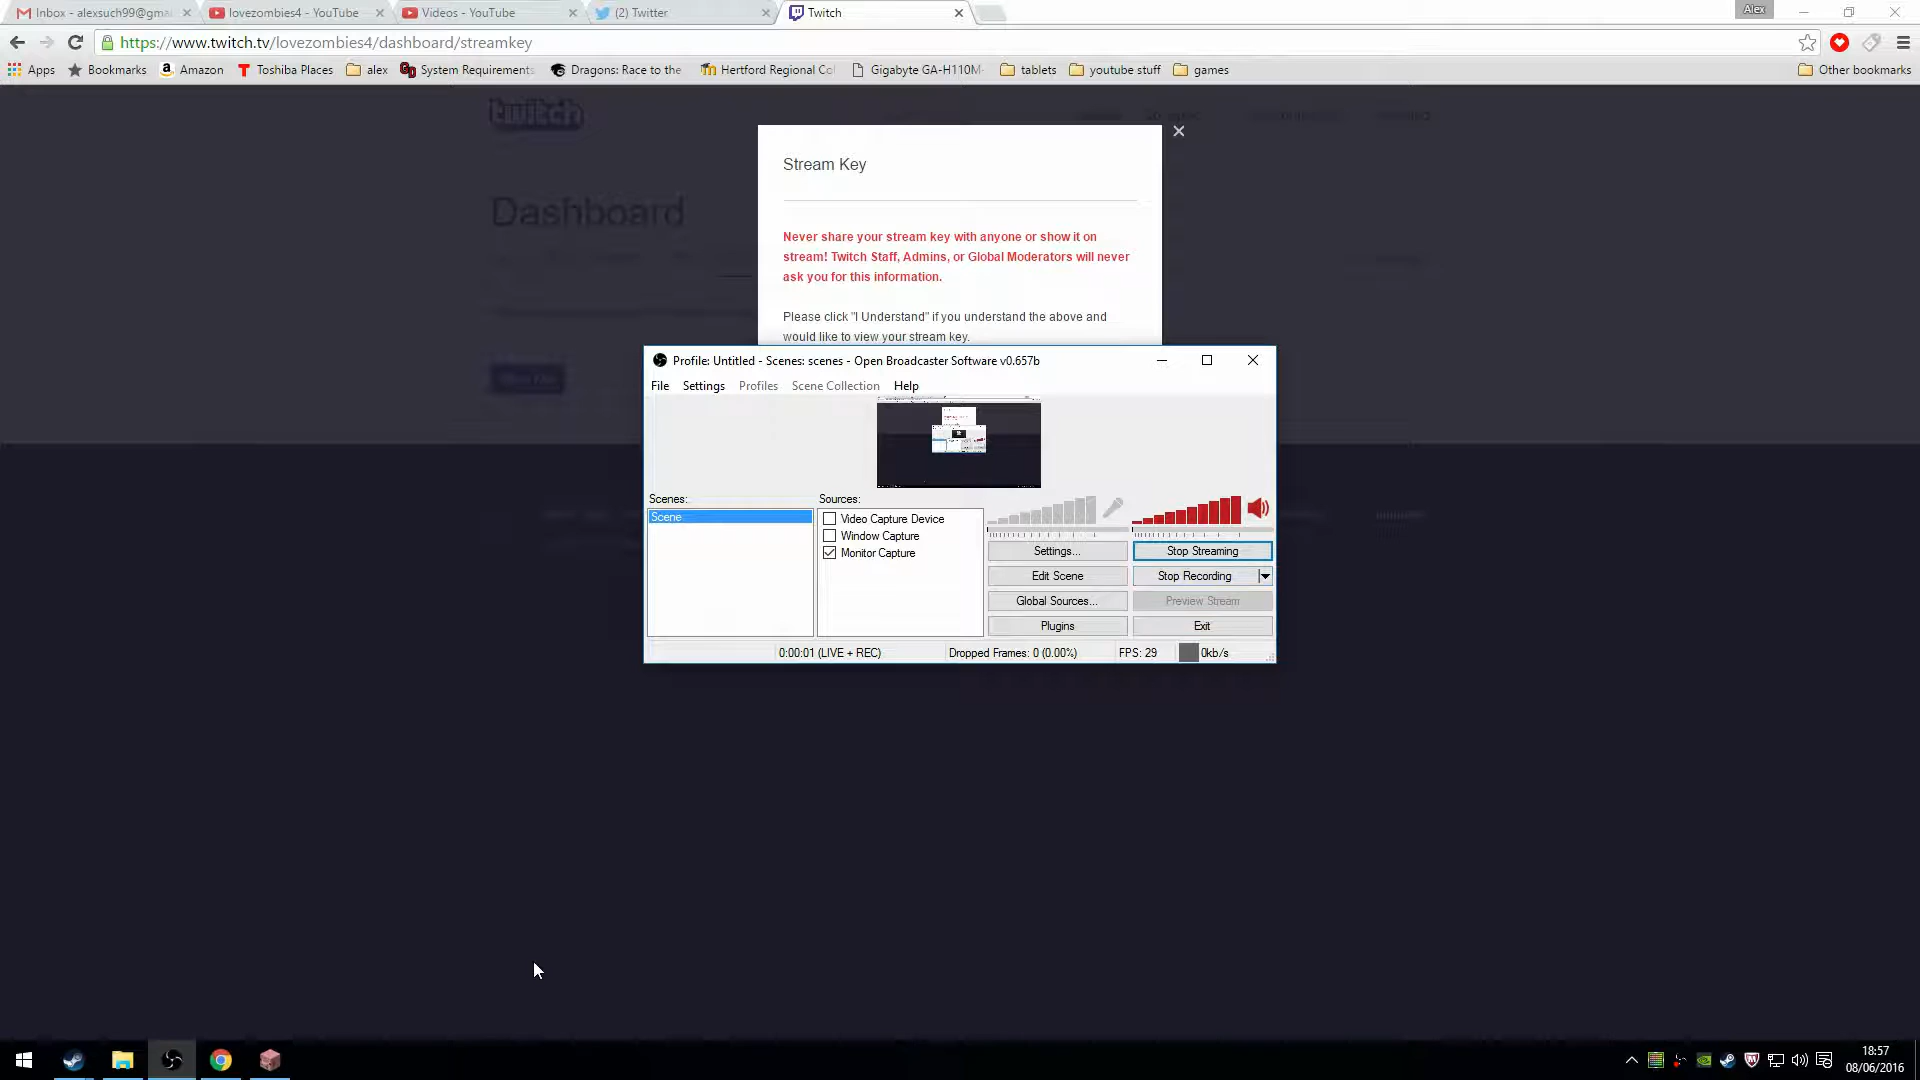 Inbox - alexsuch99@gma
lovezombies4 - YouTube
Videos - YouTube
(2) Twitter
Twitch
Alex
https://www.twitch.tv/lovezombies4/dashboard/streamkey
Apps
Bookmarks
Amazon
Toshiba Places
alex
System Requirements
Dragons: Race to the
Hertford Regional Co
Gigabyte GA-H110M-
tablets
youtube stuff
games
Other bookmarks
twitch
Dashboard
Stream Key
Never share your stream key with anyone or show it on
stream! Twitch Staff, Admins, or Global Moderators will never
ask you for this information.
Please click "I Understand" if you understand the above and
would like to view your stream key.
Profile: Untitled - Scenes: scenes - Open Broadcaster Software v0.657b
File Settings Profiles Scene Collection Help
Scenes:
Scene
Sources:
Video Capture Device
Window Capture
Monitor Capture
Settings...
Stop Streaming
Edit Scene
Stop Recording
Global Sources...
Preview Stream
Plugins
Exit
0:00:01 (LIVE + REC)
Dropped Frames: 0 (0.00%)
FPS: 29
0kb/s
18:57
08/06/2016